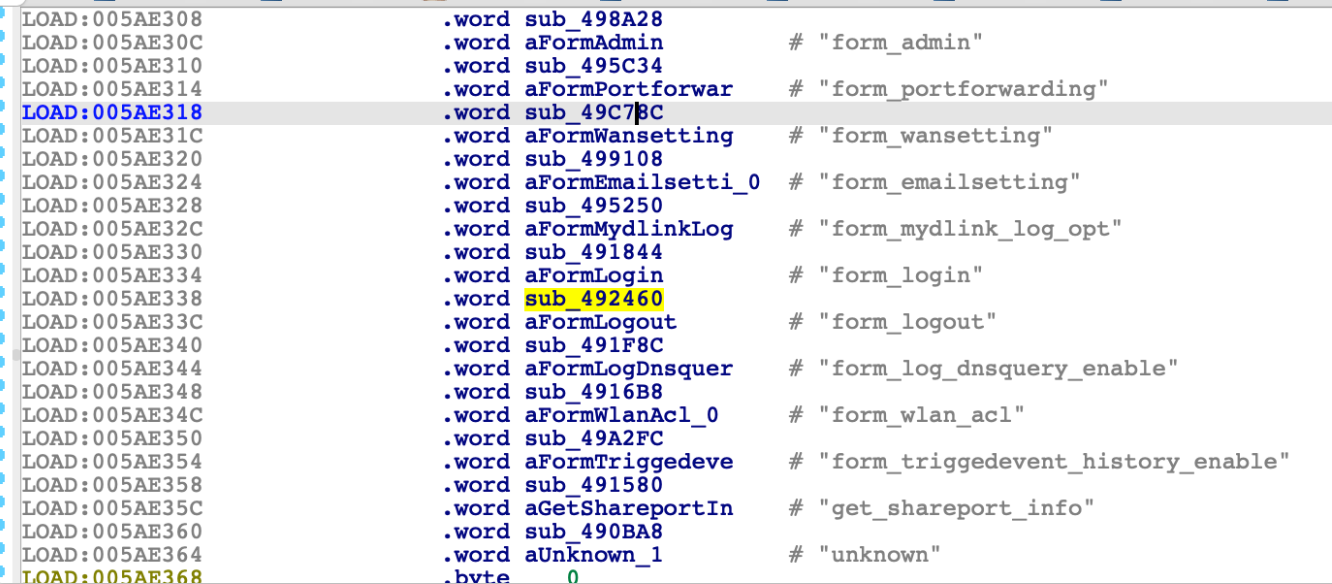 LOAD:005AE308 .word sub_498A28
LOAD:005AE30C .word aFormAdmin # "form_admin"
LOAD:005AE310 .word sub_495C34
LOAD:005AE314 .word aFormPortforwar # "form_portforwarding"
LOAD:005AE318 .word sub_49C78C
LOAD:005AE31C .word aFormWansetting # "form_wansetting"
LOAD:005AE320 .word sub_499108
LOAD:005AE324 .word aFormEmailsetti_0 # "form_emailsetting"
LOAD:005AE328 .word sub_495250
LOAD:005AE32C .word aFormMydlinkLog # "form_mydlink_log_opt"
LOAD:005AE330 .word sub_491844
LOAD:005AE334 .word aFormLogin # "form_login"
LOAD:005AE338 .word sub_492460
LOAD:005AE33C .word aFormLogout # "form_logout"
LOAD:005AE340 .word sub_491F8C
LOAD:005AE344 .word aFormLogDnsquer # "form_log_dnsquery_enable"
LOAD:005AE348 .word sub_4916B8
LOAD:005AE34C .word aFormWlanAcl_0 # "form_wlan_acl"
LOAD:005AE350 .word sub_49A2FC
LOAD:005AE354 .word aFormTriggedeve # "form_triggedevent_history_enable"
LOAD:005AE358 .word sub_491580
LOAD:005AE35C .word aGetShareportIn # "get_shareport_info"
LOAD:005AE360 .word sub_490BA8
LOAD:005AE364 .word aUnknown_1 # "unknown"
LOAD:005AE368 .byte 0